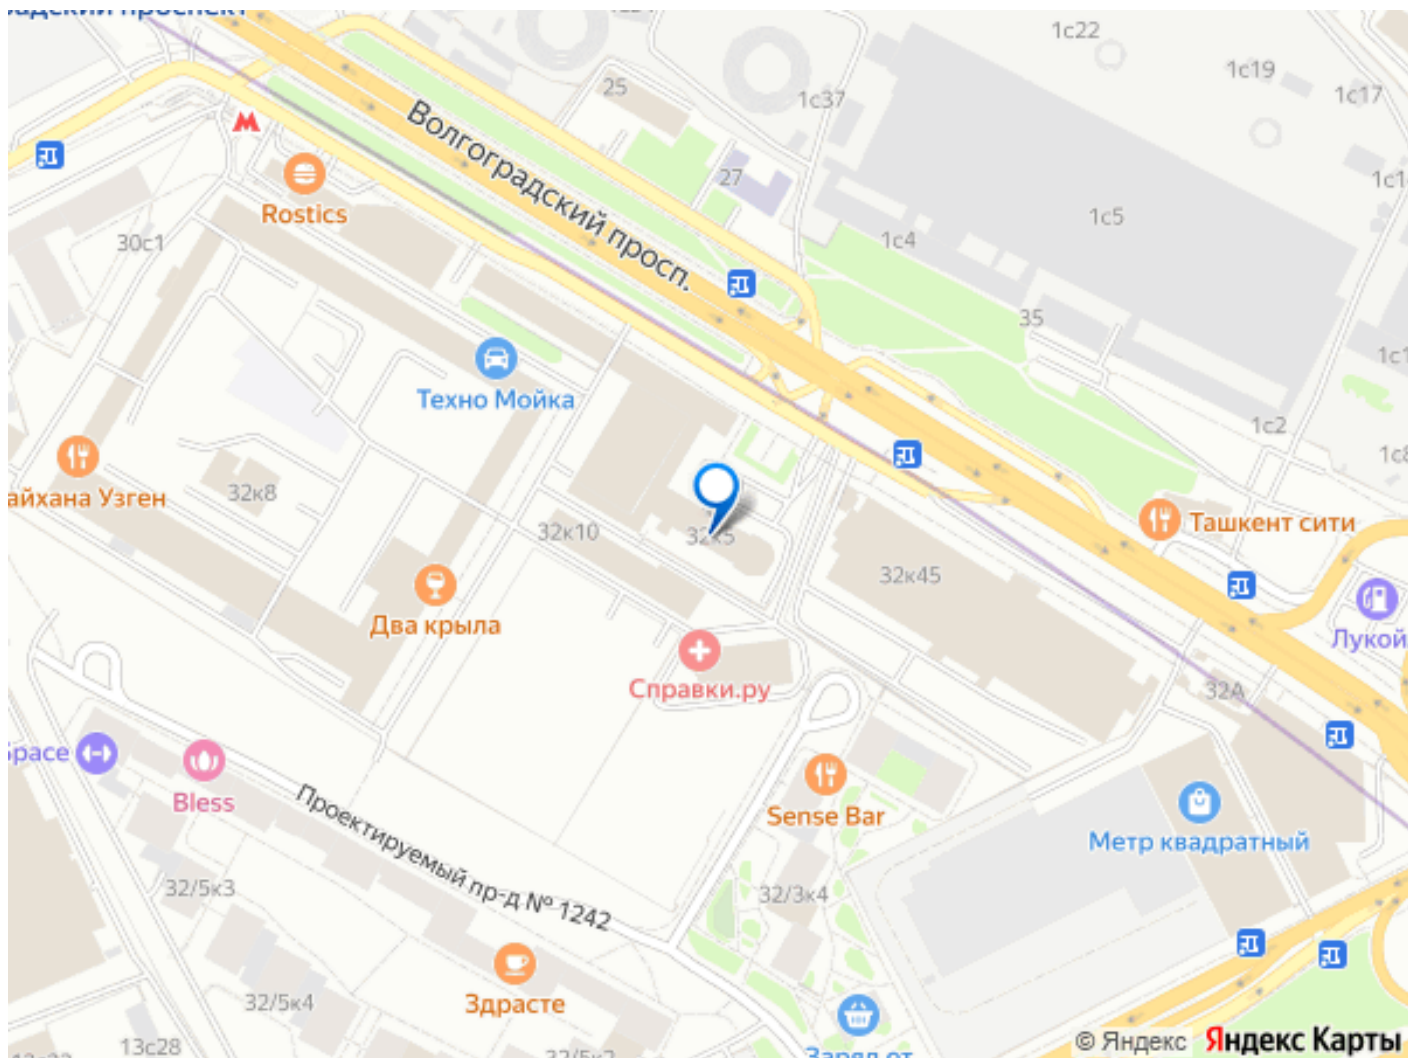 1с22
1с19
1с17
25
1с37
Волгоградский просп.
27
Rostics
30с1
1с5
1с4
35
Техно Мойка
1с2
32к8
32к10
32к5
Ташкент сити
32к45
Два крыла
Справки.ру
32А
Bless
Sense Bar
Метр квадратный
Проектируемый пр-д № 1242
32/5к3
32/3к4
32/5к4
Здрасте
13с28
© Яндекс Яндекс Карты